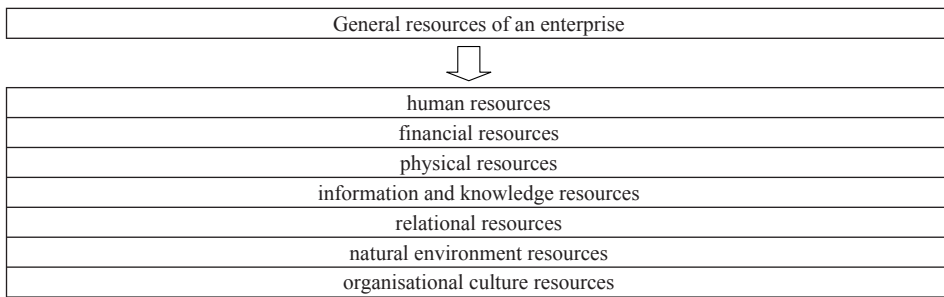 General resources of an enterprise
human resources
financial resources
physical resources
information and knowledge resources
relational resources
natural environment resources
organisational culture resources